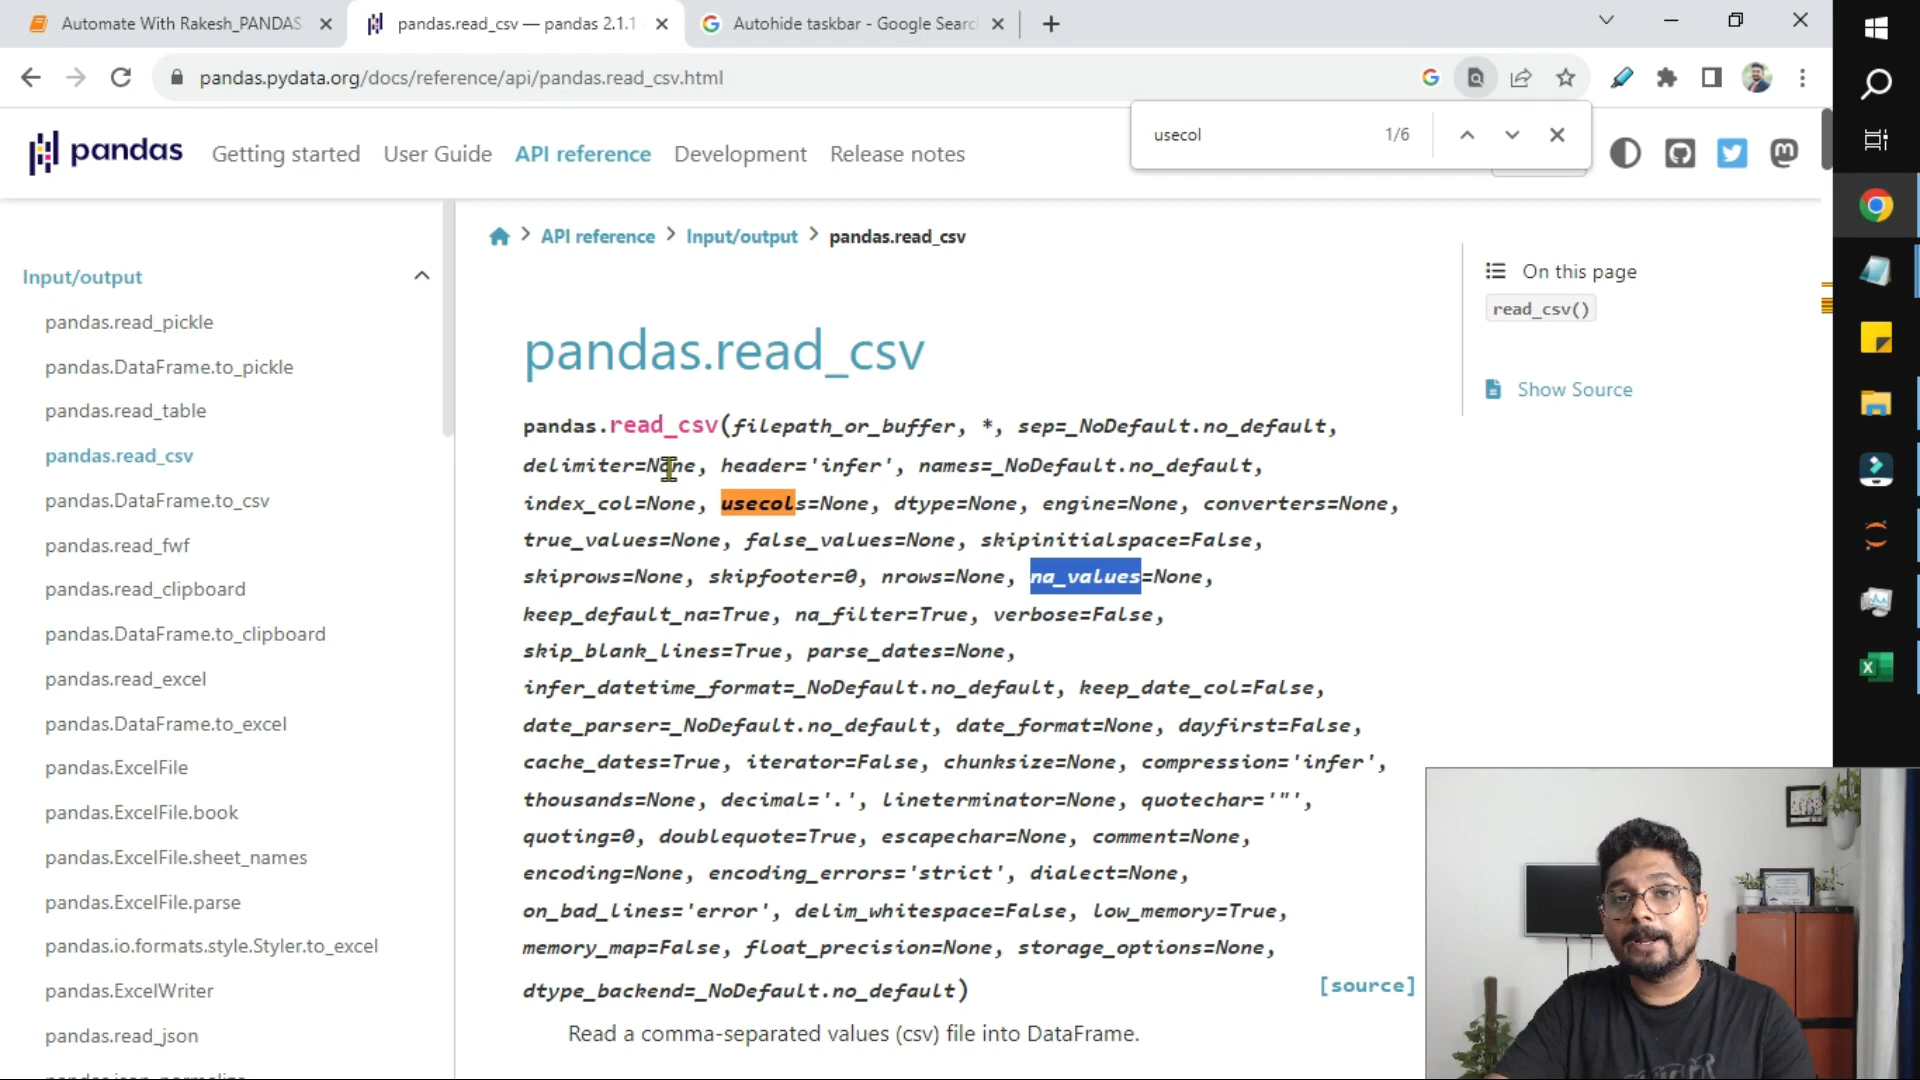 Automate With Rakesh_PANDAS
pandas.read_csv — pandas 2.1.1
Autohide taskbar - Google Searc
pandas.pydata.org/docs/reference/api/pandas.read_csv.html
usecol
1/6
pandas
Getting started
User Guide
API reference
Development
Release notes
API reference > Input/output > pandas.read_csv
Input/output
pandas.read_pickle
pandas.DataFrame.to_pickle
pandas.read_table
pandas.read_csv
pandas.DataFrame.to_csv
pandas.read_fwf
pandas.read_clipboard
pandas.DataFrame.to_clipboard
pandas.read_excel
pandas.DataFrame.to_excel
pandas.ExcelFile
pandas.ExcelFile.book
pandas.ExcelFile.sheet_names
pandas.ExcelFile.parse
pandas.io.formats.style.Styler.to_excel
pandas.ExcelWriter
pandas.read_json
pandas.read_csv
pandas.read_csv(filepath_or_buffer, *, sep=_NoDefault.no_default,
delimiter=None, header='infer', names=_NoDefault.no_default,
index_col=None, usecols=None, dtype=None, engine=None, converters=None,
true_values=None, false_values=None, skipinitialspace=False,
skiprows=None, skipfooter=0, nrows=None, na_values=None,
keep_default_na=True, na_filter=True, verbose=False,
skip_blank_lines=True, parse_dates=None,
infer_datetime_format=_NoDefault.no_default, keep_date_col=False,
date_parser=_NoDefault.no_default, date_format=None, dayfirst=False,
cache_dates=True, iterator=False, chunksize=None, compression='infer',
thousands=None, decimal='.', lineterminator=None, quotechar='"',
quoting=0, doublequote=True, escapechar=None, comment=None,
encoding=None, encoding_errors='strict', dialect=None,
on_bad_lines='error', delim_whitespace=False, low_memory=True,
memory_map=False, float_precision=None, storage_options=None,
dtype_backend=_NoDefault.no_default)
[source]
Read a comma-separated values (csv) file into DataFrame.
On this page
read_csv()
Show Source